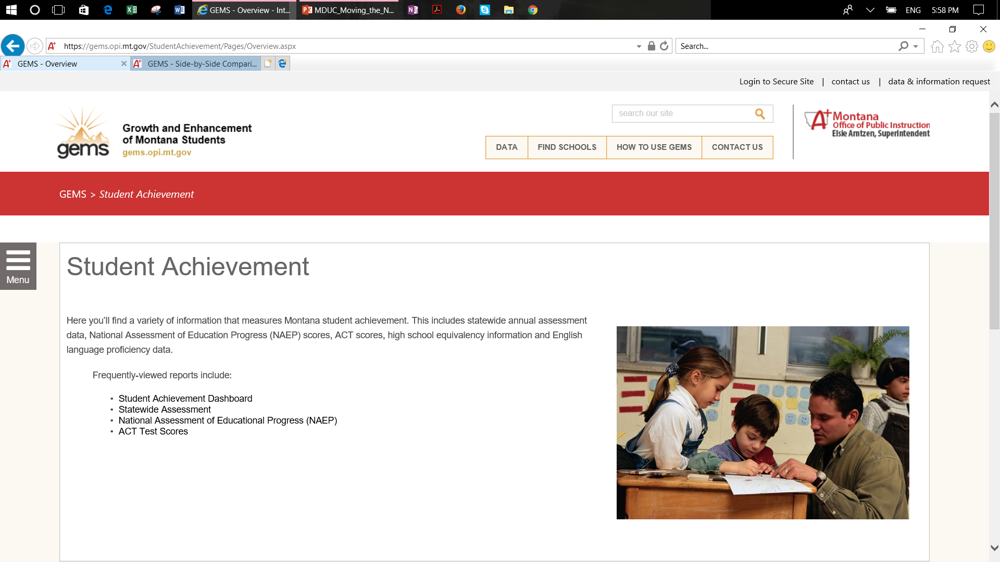 GEMS - Overview - Int...
MDUC_Moving_the_N...
ENG
5:58 PM
https://gems.opi.mt.gov/StudentAchievement/Pages/Overview.aspx
Search...
GEMS - Overview
GEMS - Side-by-Side Compari...
Login to Secure Site | contact us | data & information request
gems
Growth and Enhancement
of Montana Students
gems.opi.mt.gov
search our site
DATA
FIND SCHOOLS
HOW TO USE GEMS
CONTACT US
A+ Montana
Office of Public Instruction
Elsie Arntzen, Superintendent
GEMS > Student Achievement
Menu
Student Achievement
Here you’ll find a variety of information that measures Montana student achievement. This includes statewide annual assessment
data, National Assessment of Education Progress (NAEP) scores, ACT scores, high school equivalency information and English
language proficiency data.
Frequently-viewed reports include:
• Student Achievement Dashboard
• Statewide Assessment
• National Assessment of Educational Progress (NAEP)
• ACT Test Scores